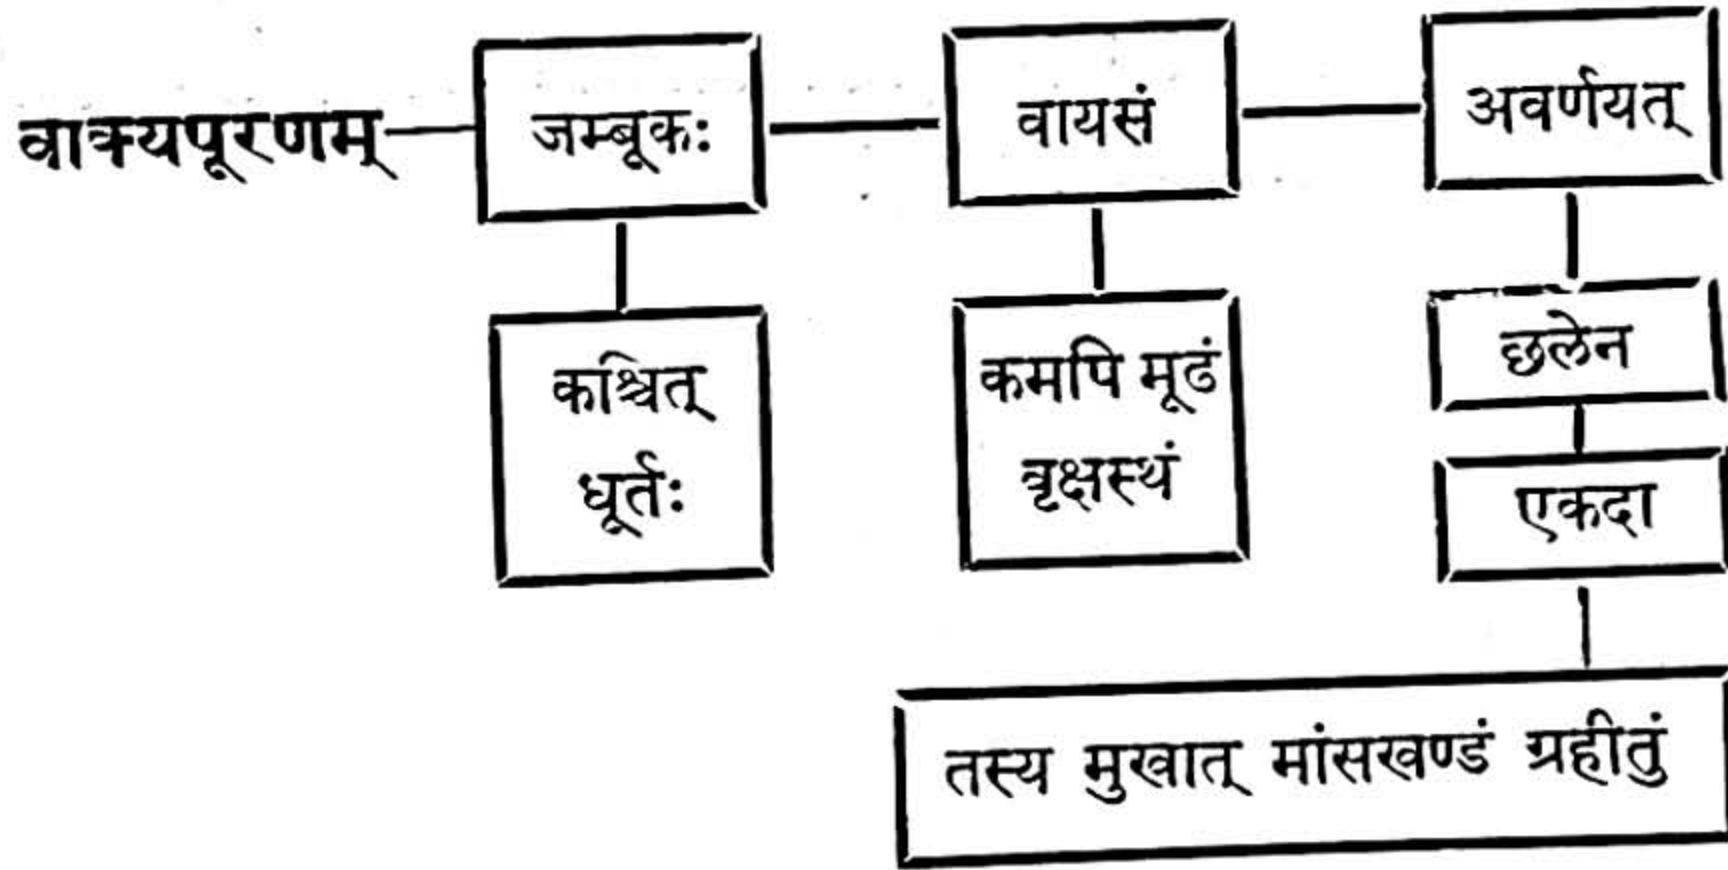 वाक्यपूरणम्
जम्बूकः
वायसं
अवर्णयत्
कश्चित्
धूर्तः
कमपि मूढं
वृक्षस्थं
छलेन
एकदा
तस्य मुखात् मांसखण्डं ग्रहीतुं